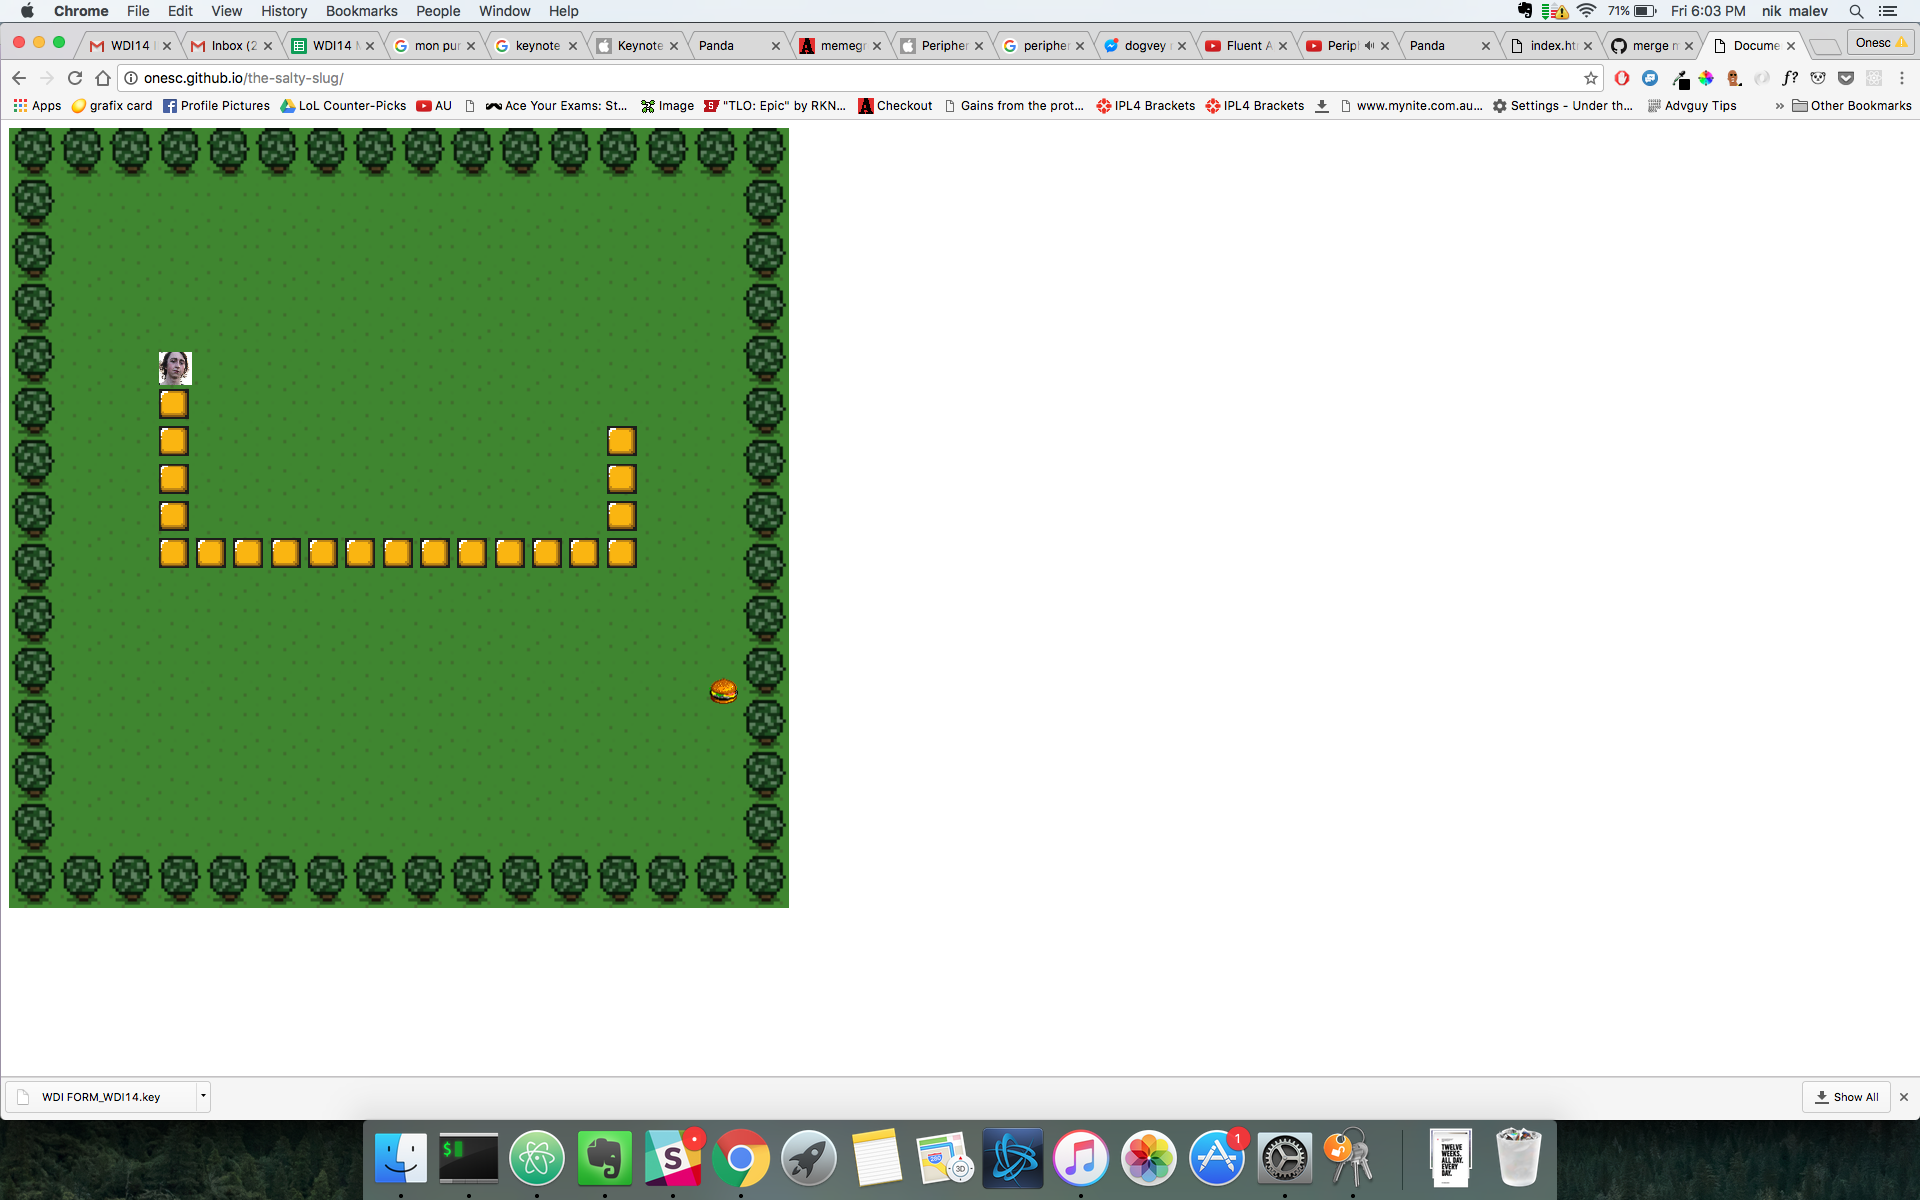 Chrome File Edit View History Bookmarks People Window Help 71% Fri 6:03 PM nik malev
WDI14 Inbox (2 WDI14 M mon pur keynote Keynote Panda memegr Peripher peripher dogvey Fluent A Periph Panda index.ht merge m Docume Onesc
onesc.github.io/the-salty-slug/ f?
Apps grafix card Profile Pictures LoL Counter-Picks AU Ace Your Exams: St... Image "TLO: Epic" by RKN... Checkout Gains from the prot... IPL4 Brackets IPL4 Brackets www.mynite.com.au... Settings - Under th... Advguy Tips » Other Bookmarks
WDI FORM_WDI14.key Show All
$
S
3D
1
TWELVE
WEEKS.
ALL DAY.
EVERY
DAY.